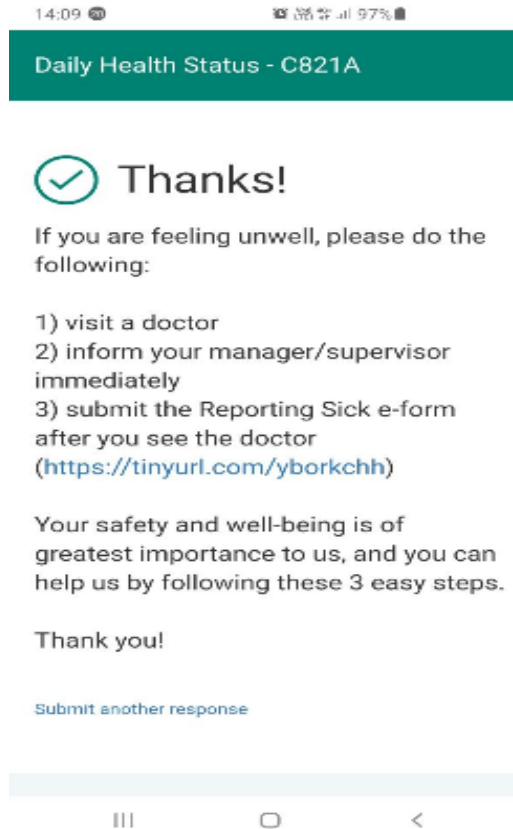 14:09
97%
Daily Health Status - C821A
Thanks!
If you are feeling unwell, please do the
following:
1) visit a doctor
2) inform your manager/supervisor
immediately
3) submit the Reporting Sick e-form
after you see the doctor
(https://tinyurl.com/yborkchh)
Your safety and well-being is of
greatest importance to us, and you can
help us by following these 3 easy steps.
Thank you!
Submit another response